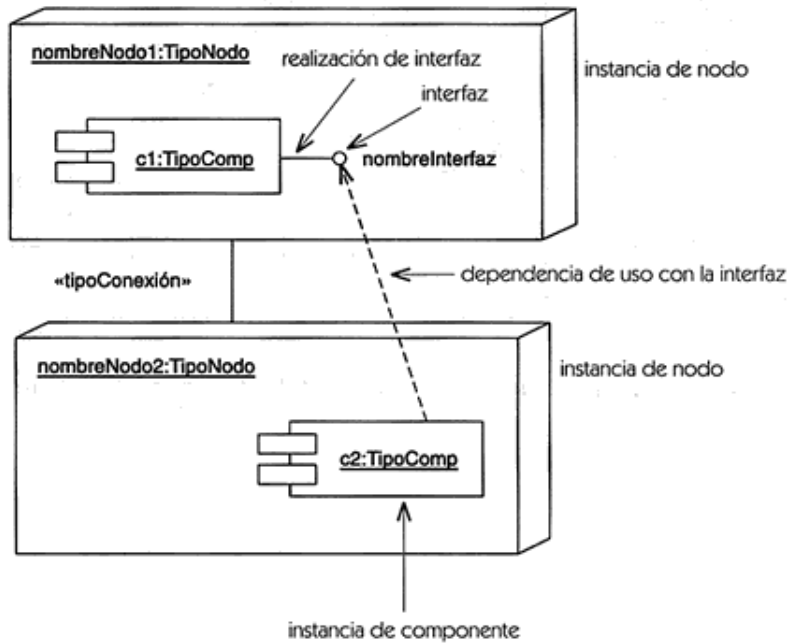 nombreNodo1:TipoNodo
realización de interfaz
instancia de nodo
interfaz
c1:TipoComp
nombreInterfaz
«tipoConexión»
dependencia de uso con la interfaz
nombreNodo2:TipoNodo
instancia de nodo
c2:TipoComp
instancia de componente